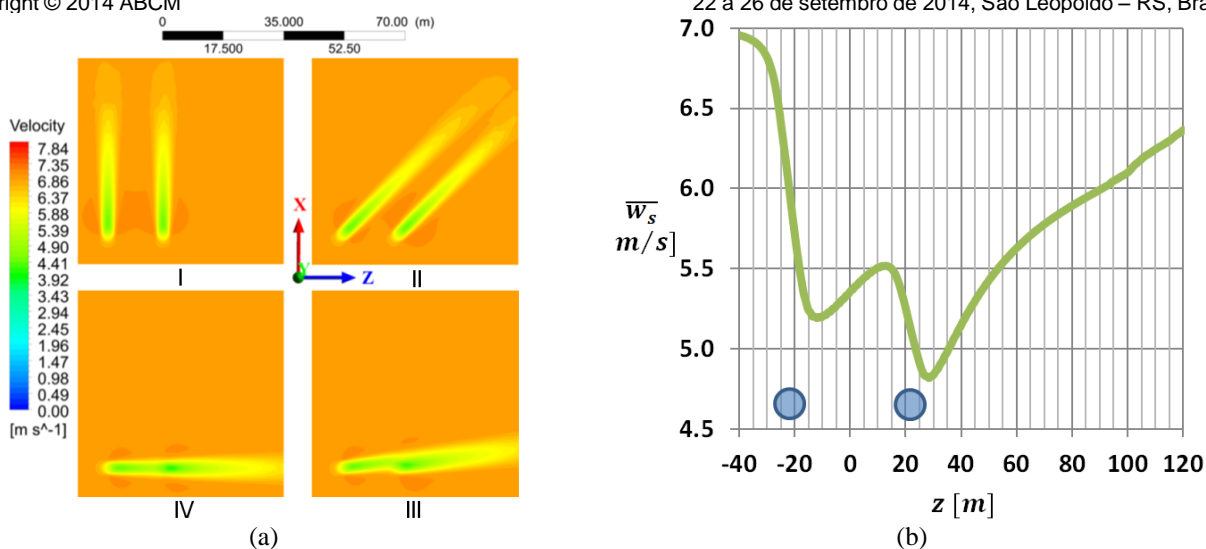 right © 2014 ABCM
22 a 26 de setembro de 2014, São Leopoldo – RS, Bra
0 35.000 70.00 (m)
17.500 52.50
Velocity
7.84
7.35
6.86
6.37
5.88
5.39
4.90
4.41
3.92
3.43
2.94
2.45
1.96
1.47
0.98
0.49
0.00
[m s^-1]
X
Y
Z
I II
IV III
(a)
7.0
6.5
6.0
5.5
5.0
4.5
w_s
m/s]
-40 -20 0 20 40 60 80 100 120
z [m]
(b)